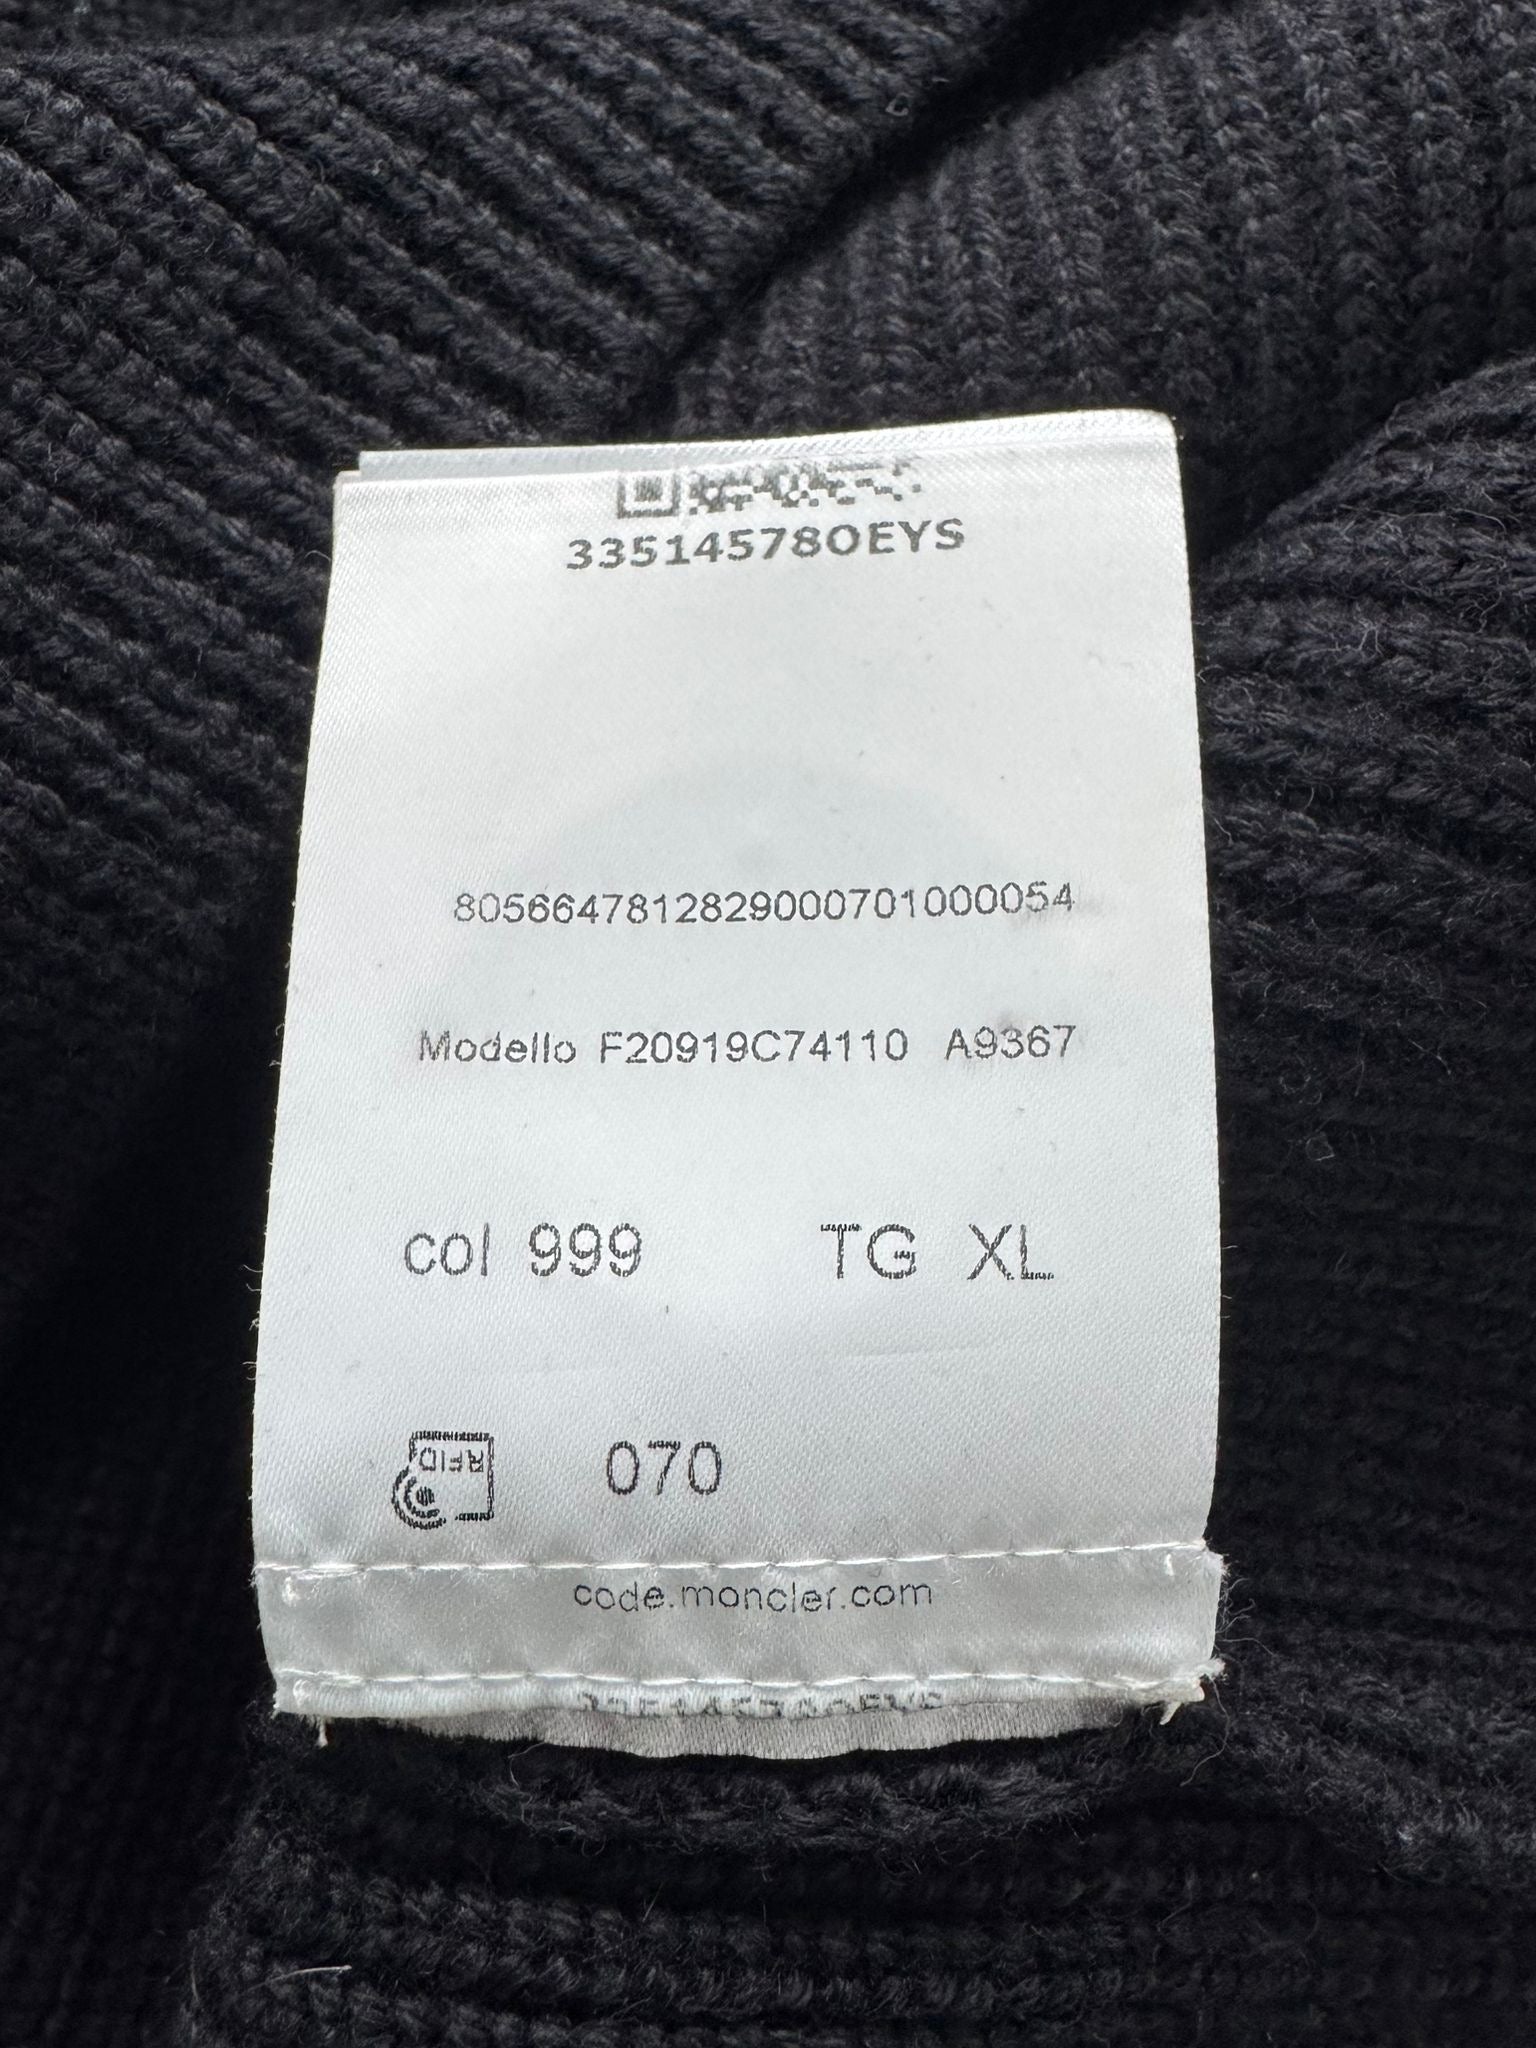 33514578OEYS
8056647812829000701000054
Modello F20919C74110 A9367
col 999 TG XL
RFID 070
code.moncler.com